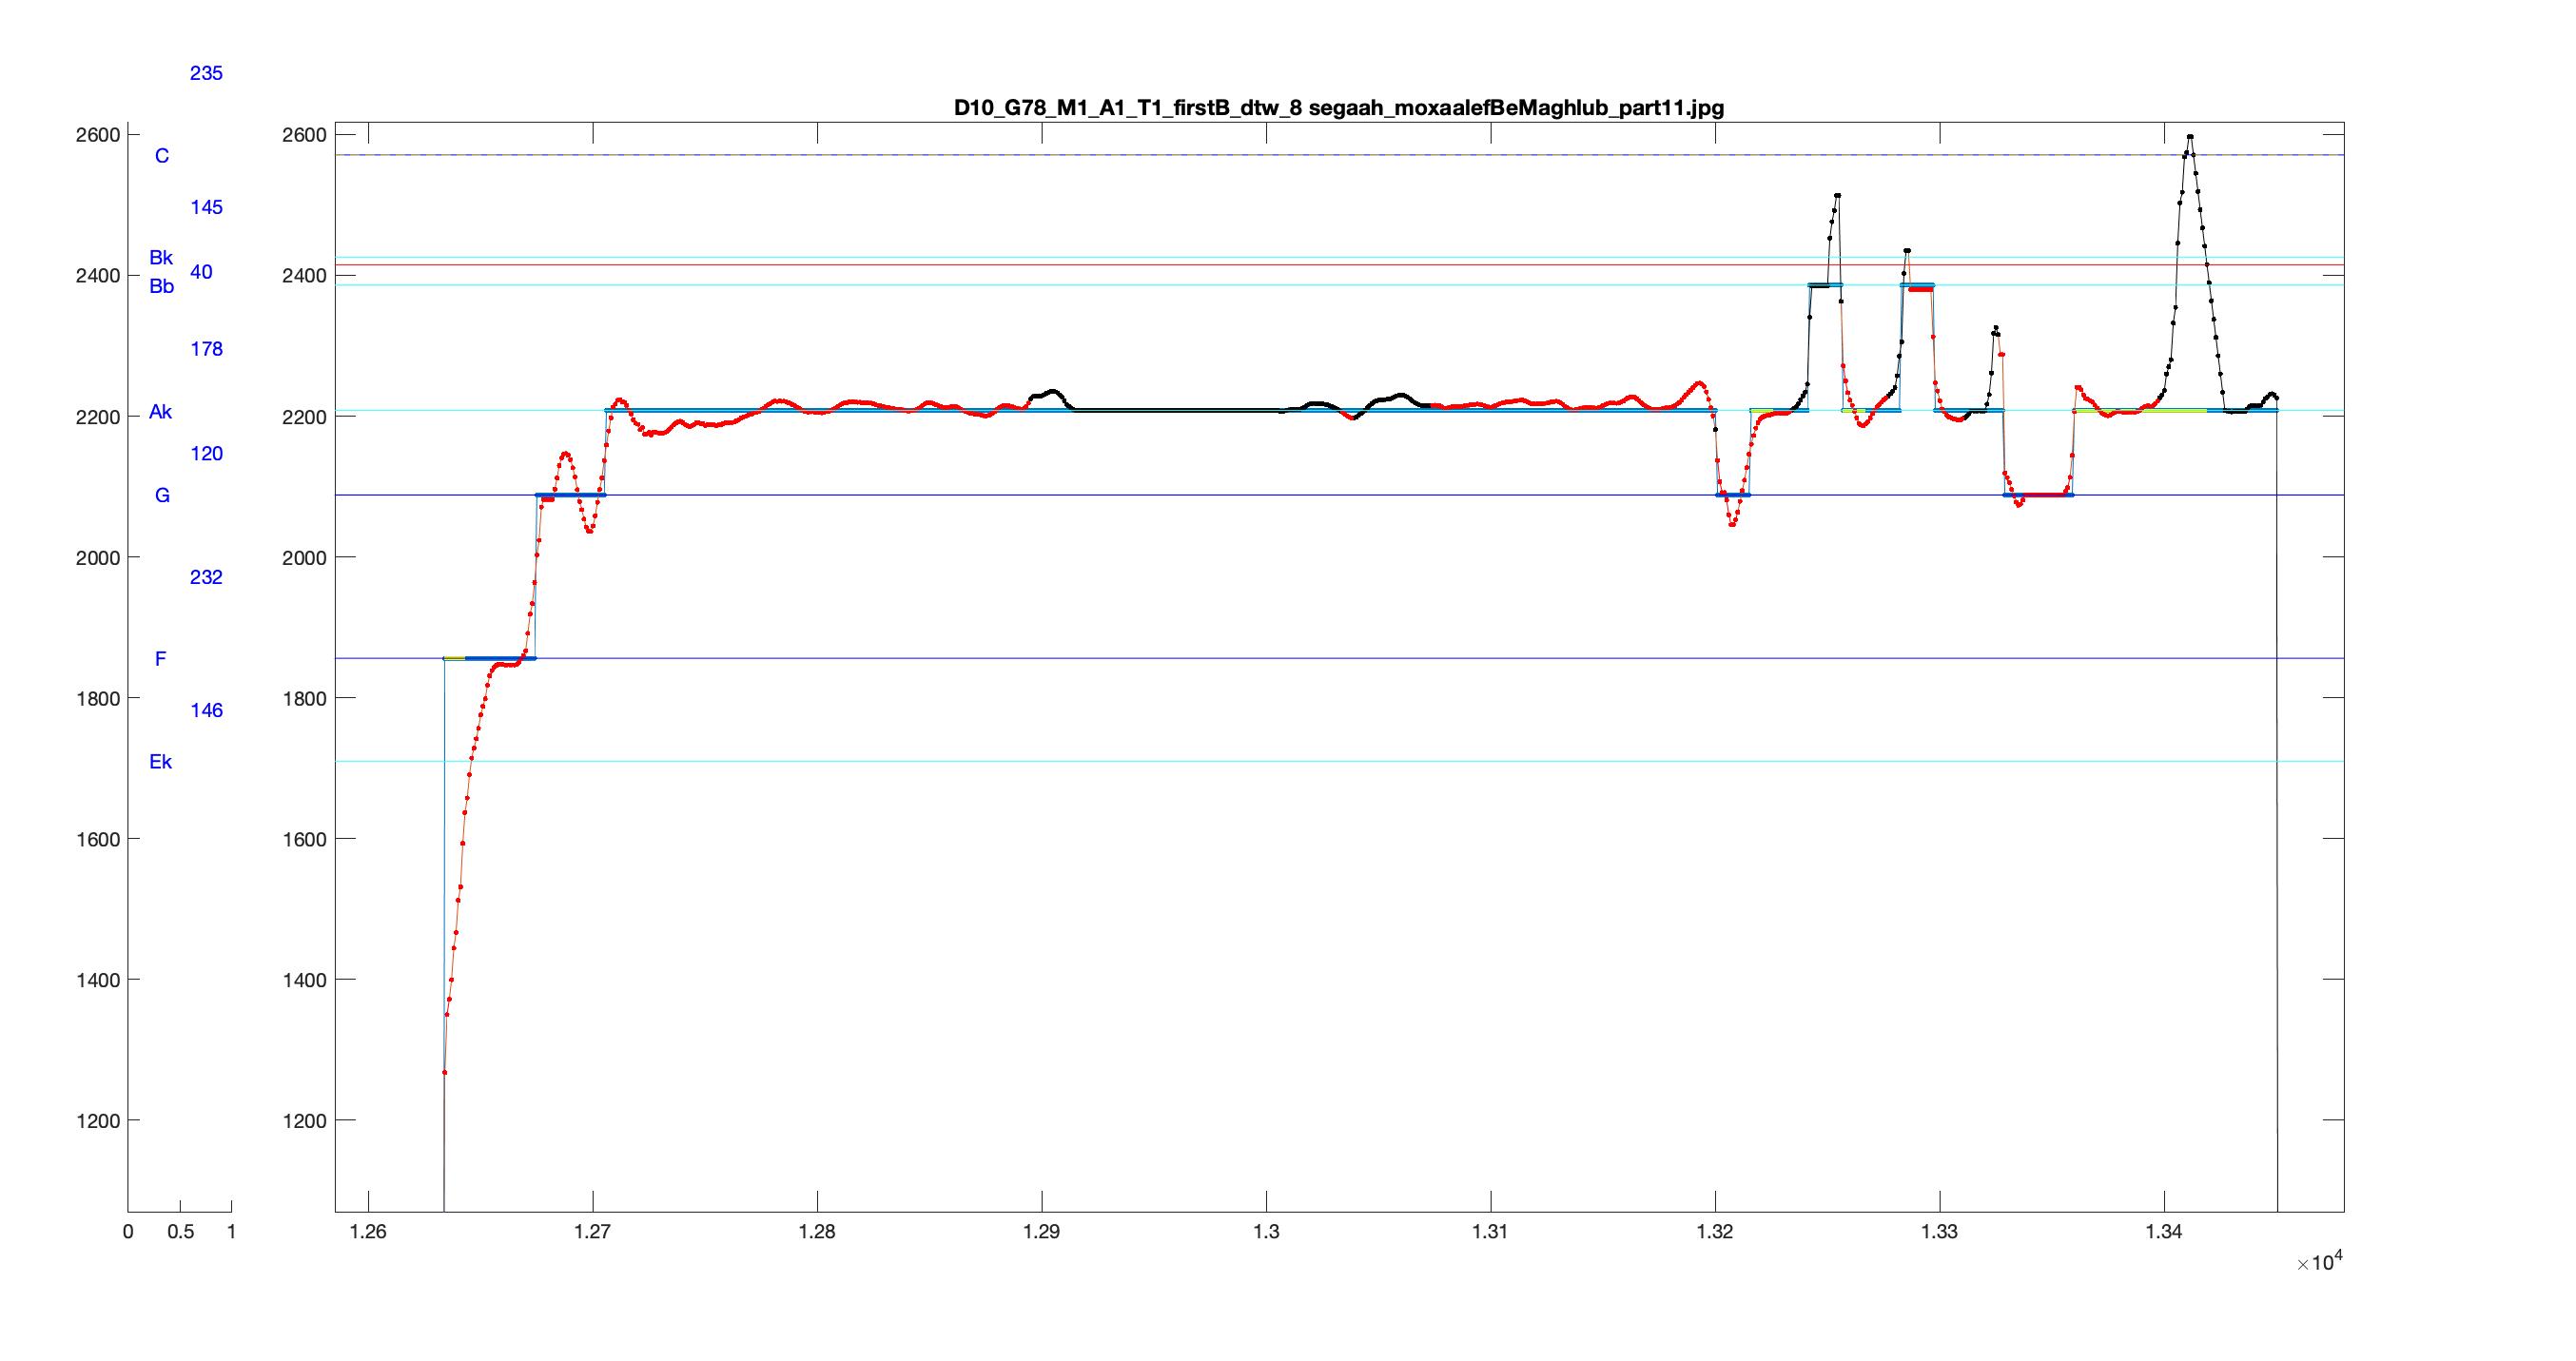 235
D10_G78_M1_A1_T1_firstB_dtw_8 segaah_moxaalefBeMaghlub_part11.jpg
2600
2600
C
145
Bk
2400
40
2400
Bb
178
2200
Ak
2200
120
G
2000
2000
232
F
1800
1800
146
Ek
1600
1600
1400
1400
1200
1200
0 0.5 1
1.26 1.27 1.28 1.29 1.3 1.31 1.32 1.33 1.34
×10⁴